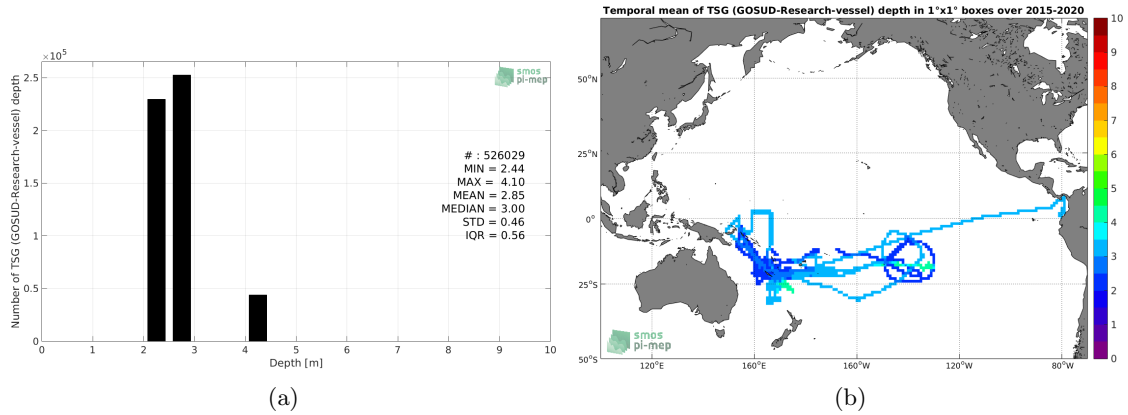 Temporal mean of TSG (GOSUD-Research-vessel) depth in 1°x1° boxes over 2015-2020
×10⁵
2.5
2
1.5
1
0.5
0
Number of TSG (GOSUD-Research-vessel) depth
smos
pi-mep
# : 526029
MIN = 2.44
MAX = 4.10
MEAN = 2.85
MEDIAN = 3.00
STD = 0.46
IQR = 0.56
0 1 2 3 4 5 6 7 8 9 10
Depth [m]
(a)
50°N
25°N
0°
25°S
50°S
120°E 160°E 160°W 120°W 80°W
smos
pi-mep
10
9
8
7
6
5
4
3
2
1
0
(b)